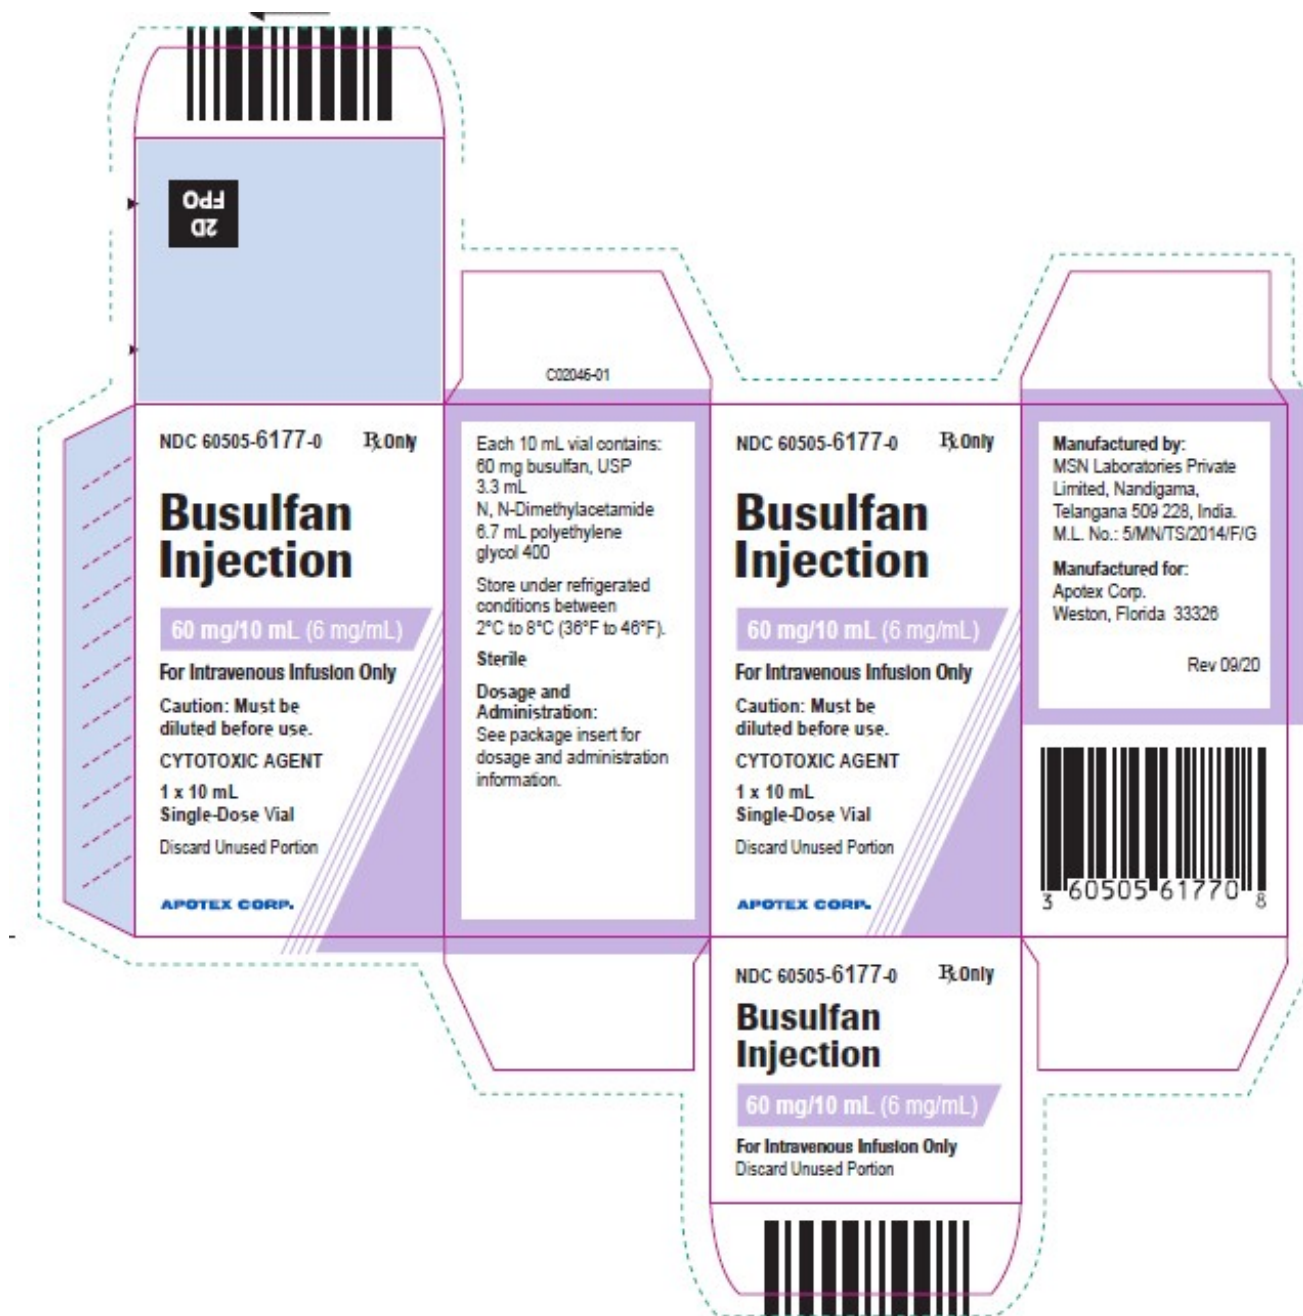 2D
FPO
C02046-01
NDC 60505-6177-0 Rx Only
Busulfan
Injection
60 mg/10 mL (6 mg/mL)
For Intravenous Infusion Only
Caution: Must be
diluted before use.
CYTOTOXIC AGENT
1 x 10 mL
Single-Dose Vial
Discard Unused Portion
APOTEX CORP.
Each 10 mL vial contains:
60 mg busulfan, USP
3.3 mL
N, N-Dimethylacetamide
6.7 mL polyethylene
glycol 400
Store under refrigerated
conditions between
2°C to 8°C (36°F to 46°F).
Sterile
Dosage and
Administration:
See package insert for
dosage and administration
information.
NDC 60505-6177-0 Rx Only
Busulfan
Injection
60 mg/10 mL (6 mg/mL)
For Intravenous Infusion Only
Caution: Must be
diluted before use.
CYTOTOXIC AGENT
1 x 10 mL
Single-Dose Vial
Discard Unused Portion
APOTEX CORP.
Manufactured by:
MSN Laboratories Private
Limited, Nandigama,
Telangana 509 228, India.
M.L. No.: 5/MN/TS/2014/F/G
Manufactured for:
Apotex Corp.
Weston, Florida 33326
Rev 09/20
3 60505 61770 8
NDC 60505-6177-0 Rx Only
Busulfan
Injection
60 mg/10 mL (6 mg/mL)
For Intravenous Infusion Only
Discard Unused Portion